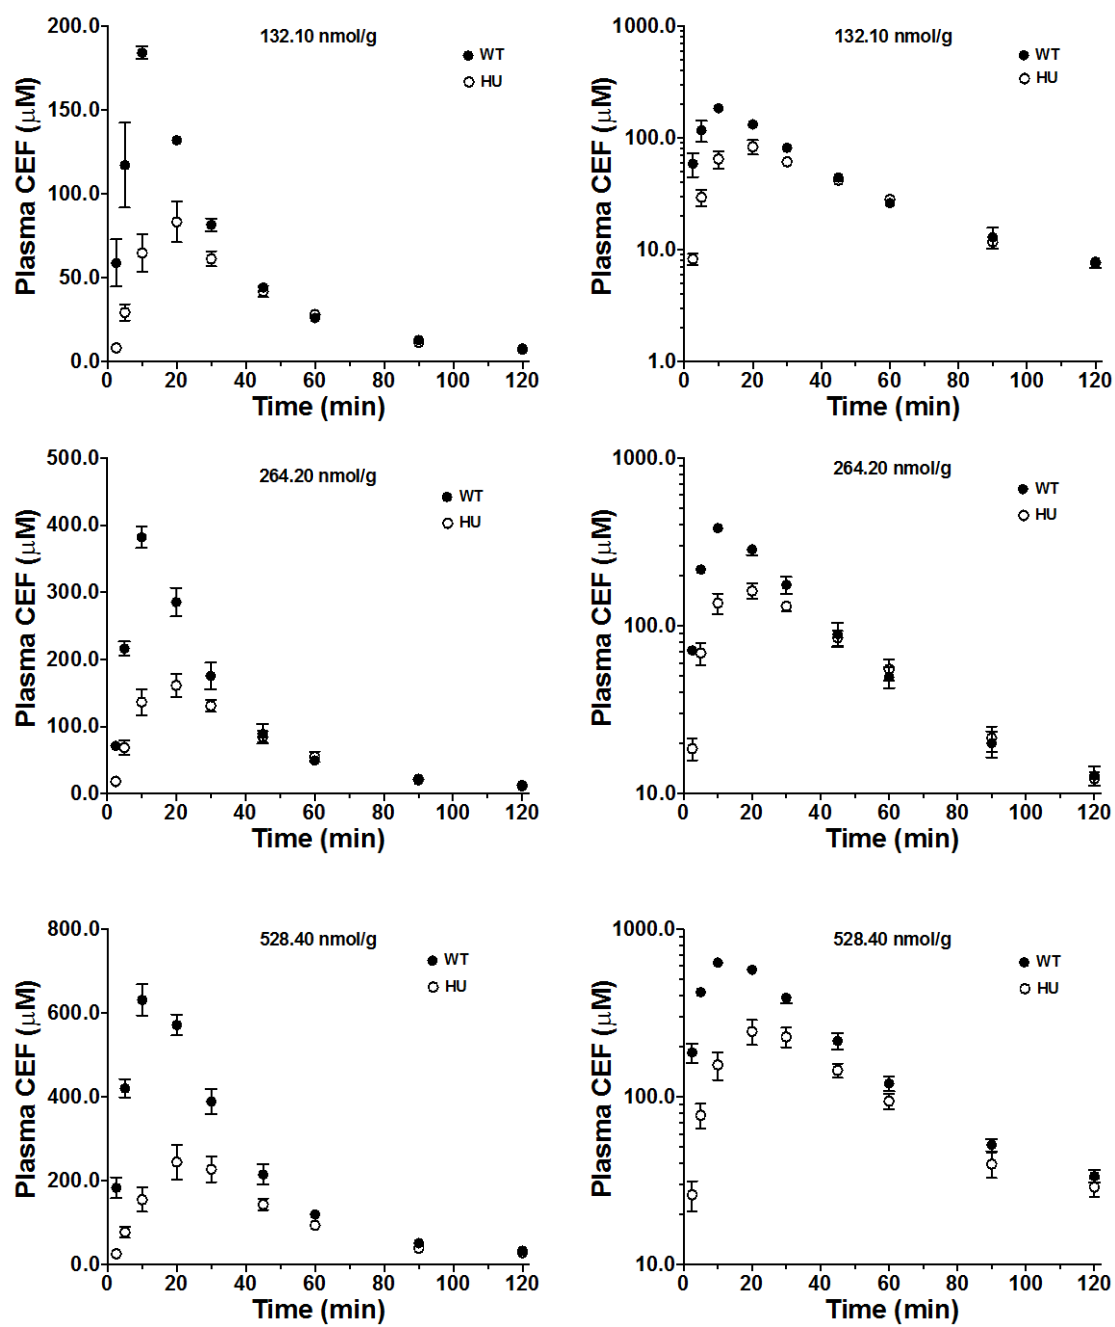 132.10 nmol/g
WT
HU
Plasma CEF (μM)
200.0
150.0
100.0
50.0
0.0
0 20 40 60 80 100 120
Time (min)
132.10 nmol/g
WT
HU
Plasma CEF (μM)
1000.0
100.0
10.0
1.0
0 20 40 60 80 100 120
Time (min)
264.20 nmol/g
WT
HU
Plasma CEF (μM)
500.0
400.0
300.0
200.0
100.0
0.0
0 20 40 60 80 100 120
Time (min)
264.20 nmol/g
WT
HU
Plasma CEF (μM)
1000.0
100.0
10.0
0 20 40 60 80 100 120
Time (min)
528.40 nmol/g
WT
HU
Plasma CEF (μM)
800.0
600.0
400.0
200.0
0.0
0 20 40 60 80 100 120
Time (min)
528.40 nmol/g
WT
HU
Plasma CEF (μM)
1000.0
100.0
10.0
0 20 40 60 80 100 120
Time (min)